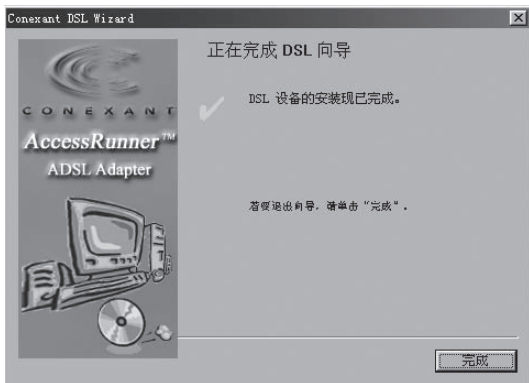 Conexant DSL Wizard
正在完成 DSL 向导
DSL 设备的安装现已完成。
CONEXANT
AccessRunner™
ADSL Adapter
若要退出向导，请单击“完成”.
完成